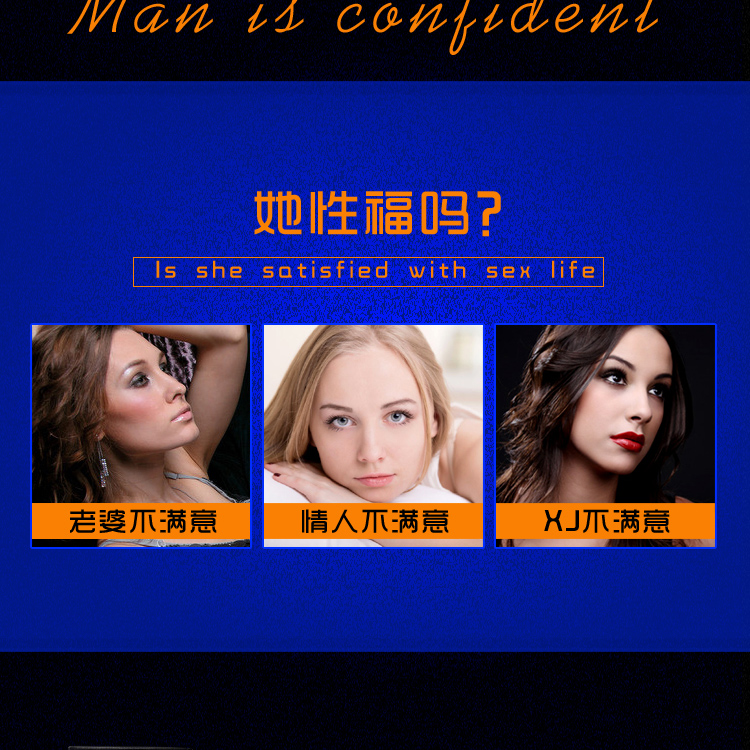 Man is confident
她性福吗?
Is she satisfied with sex life
老婆不满意
情人不满意
XJ不满意